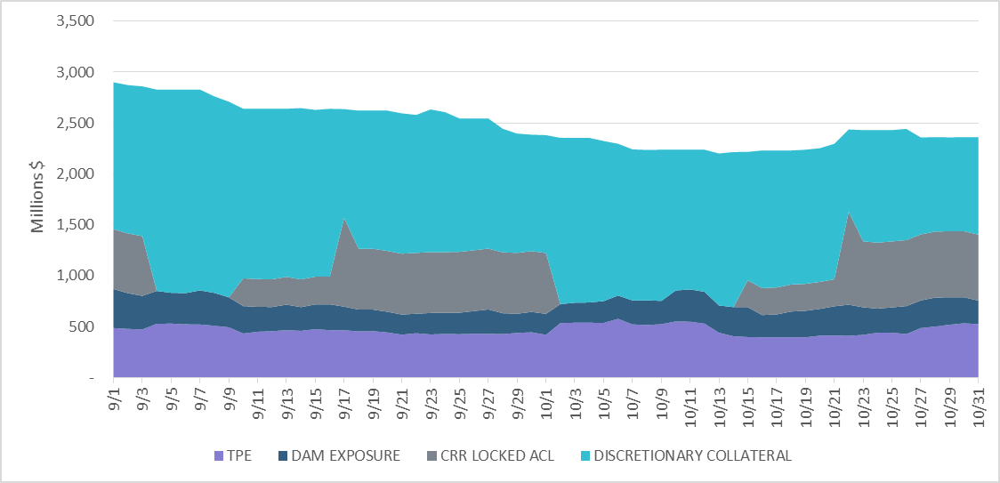 3,500
3,000
2,500
2,000
1,500
1,000
500
-
Millions $
9/1 9/3 9/5 9/7 9/9 9/11 9/13 9/15 9/17 9/19 9/21 9/23 9/25 9/27 9/29 10/1 10/3 10/5 10/7 10/9 10/11 10/13 10/15 10/17 10/19 10/21 10/23 10/25 10/27 10/29 10/31
TPE DAM EXPOSURE CRR LOCKED ACL DISCRETIONARY COLLATERAL